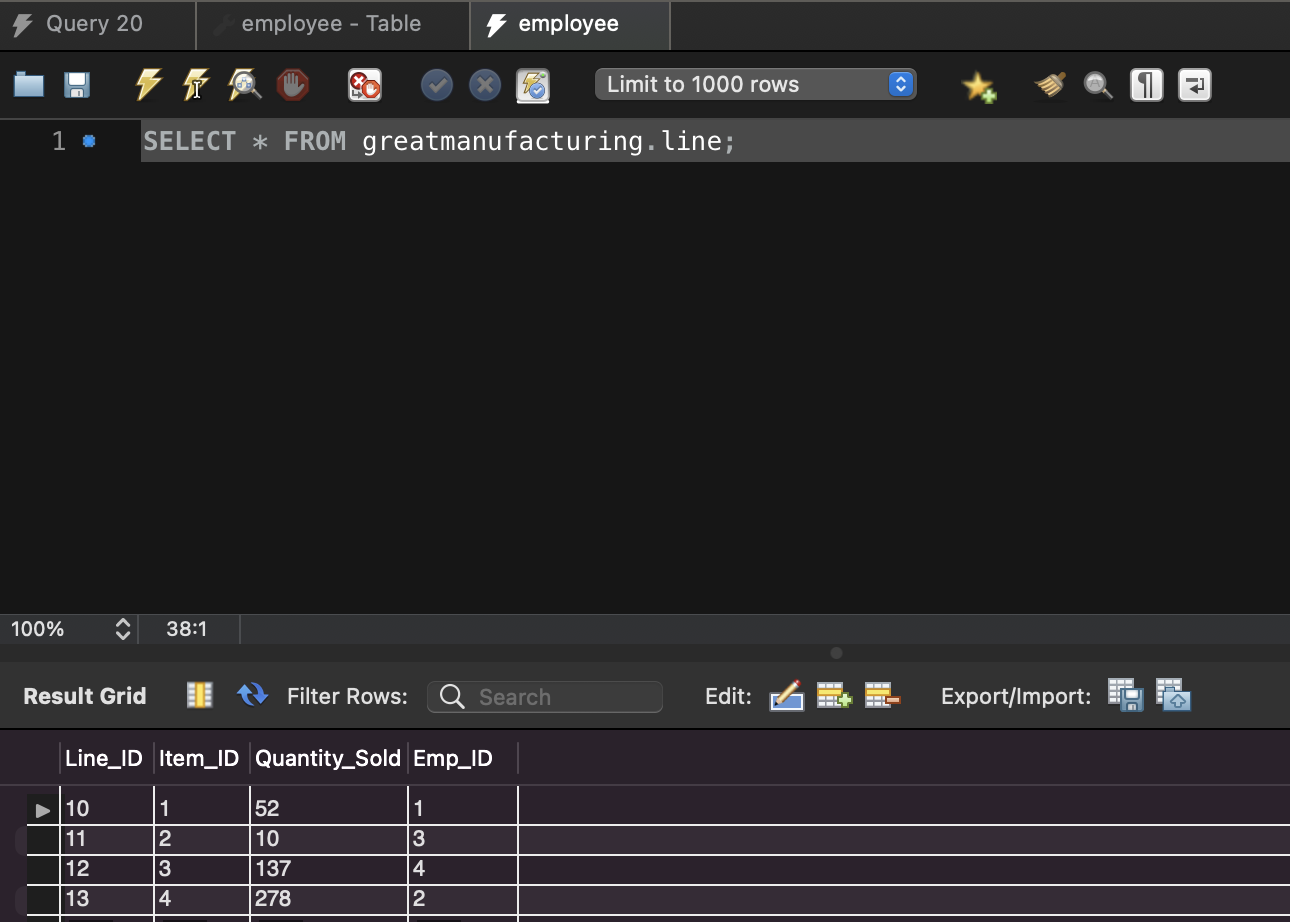 Query 20 employee - Table employee
Limit to 1000 rows
1 SELECT * FROM greatmanufacturing.line;
100% 38:1
Result Grid Filter Rows: Search Edit: Export/Import:
Line_ID Item_ID Quantity_Sold Emp_ID
10 1 52 1
11 2 10 3
12 3 137 4
13 4 278 2